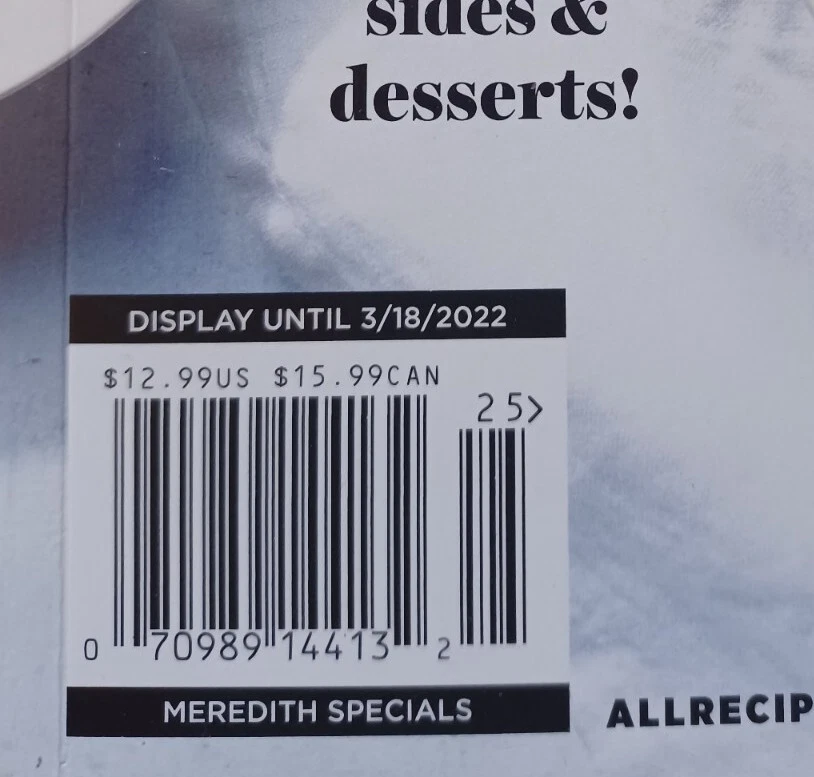 sides &
desserts!
DISPLAY UNTIL 3/18/2022
$12.99US $15.99CAN
25>
0 70989 14413 2
MEREDITH SPECIALS
ALLRECIP